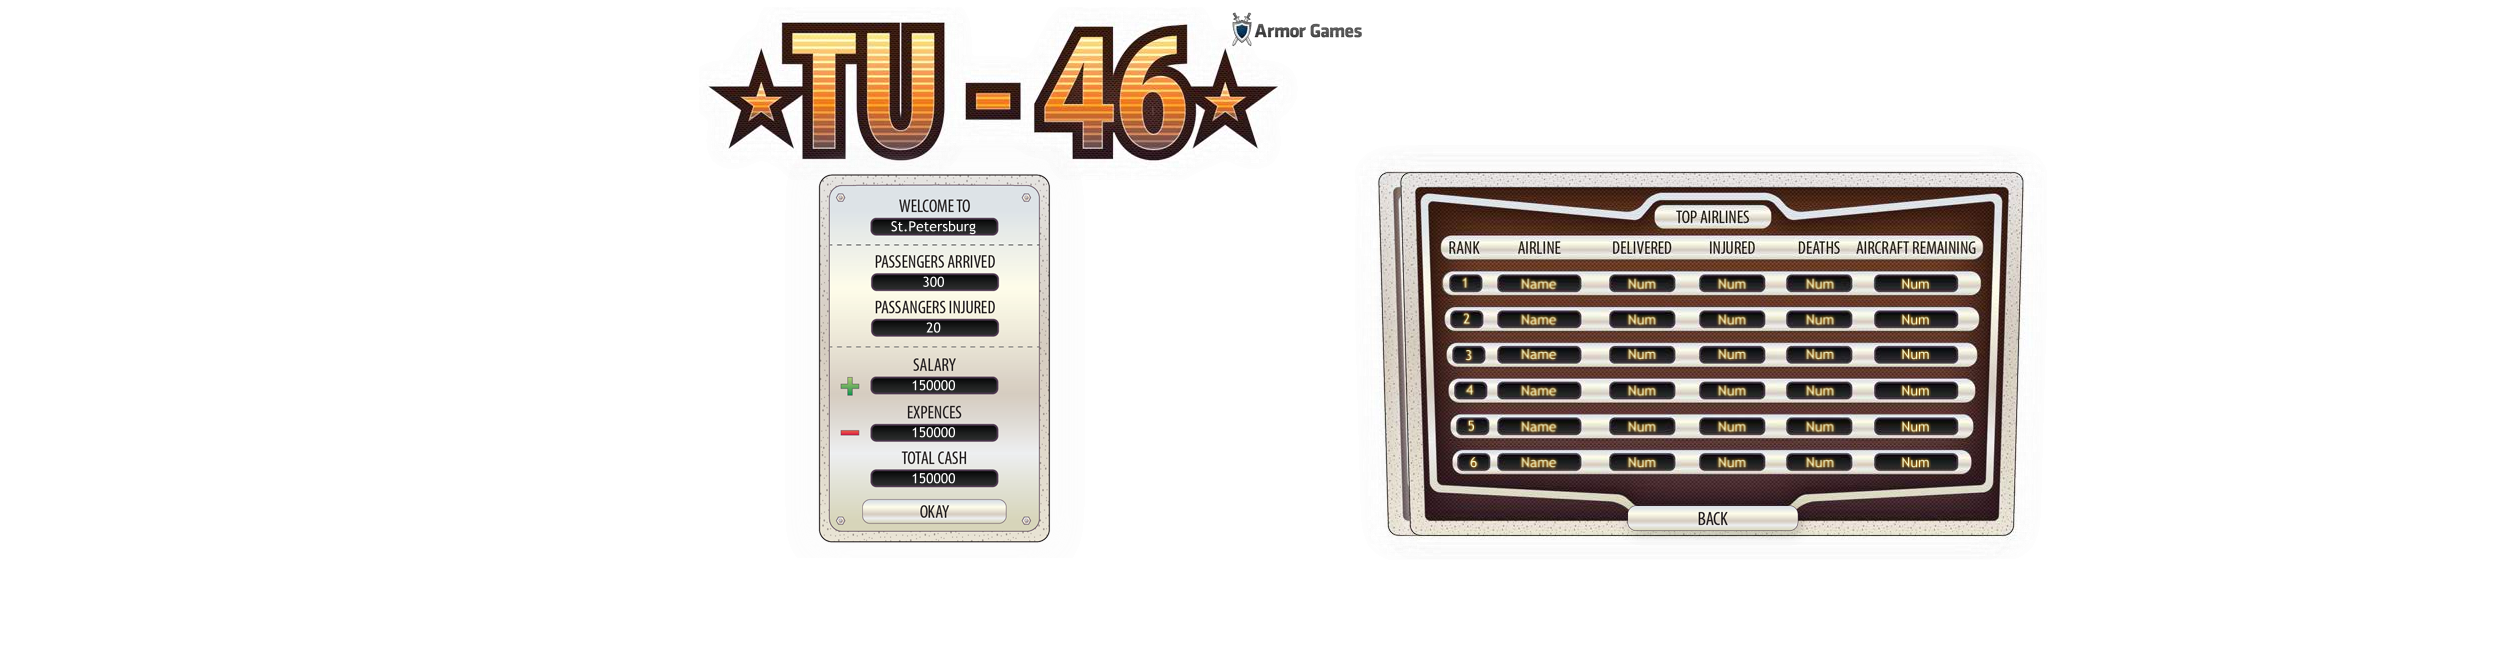 TU - 46
Armor Games
WELCOME TO
St.Petersburg
PASSENGERS ARRIVED
300
PASSANGERS INJURED
20
SALARY
150000
EXPENCES
150000
TOTAL CASH
150000
OKAY
TOP AIRLINES
RANK AIRLINE DELIVERED INJURED DEATHS AIRCRAFT REMAINING
1 Name Num Num Num Num
2 Name Num Num Num Num
3 Name Num Num Num Num
4 Name Num Num Num Num
5 Name Num Num Num Num
6 Name Num Num Num Num
BACK